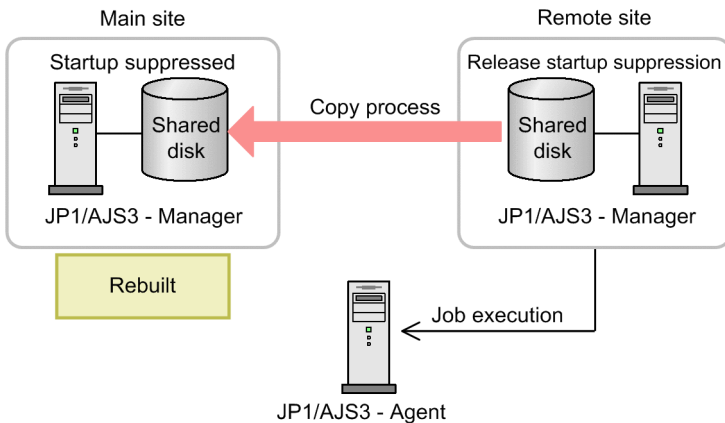 Main site
Remote site
Startup suppressed
Release startup suppression
Copy process
Shared
disk
Shared
disk
JP1/AJS3 - Manager
JP1/AJS3 - Manager
Rebuilt
Job execution
JP1/AJS3 - Agent